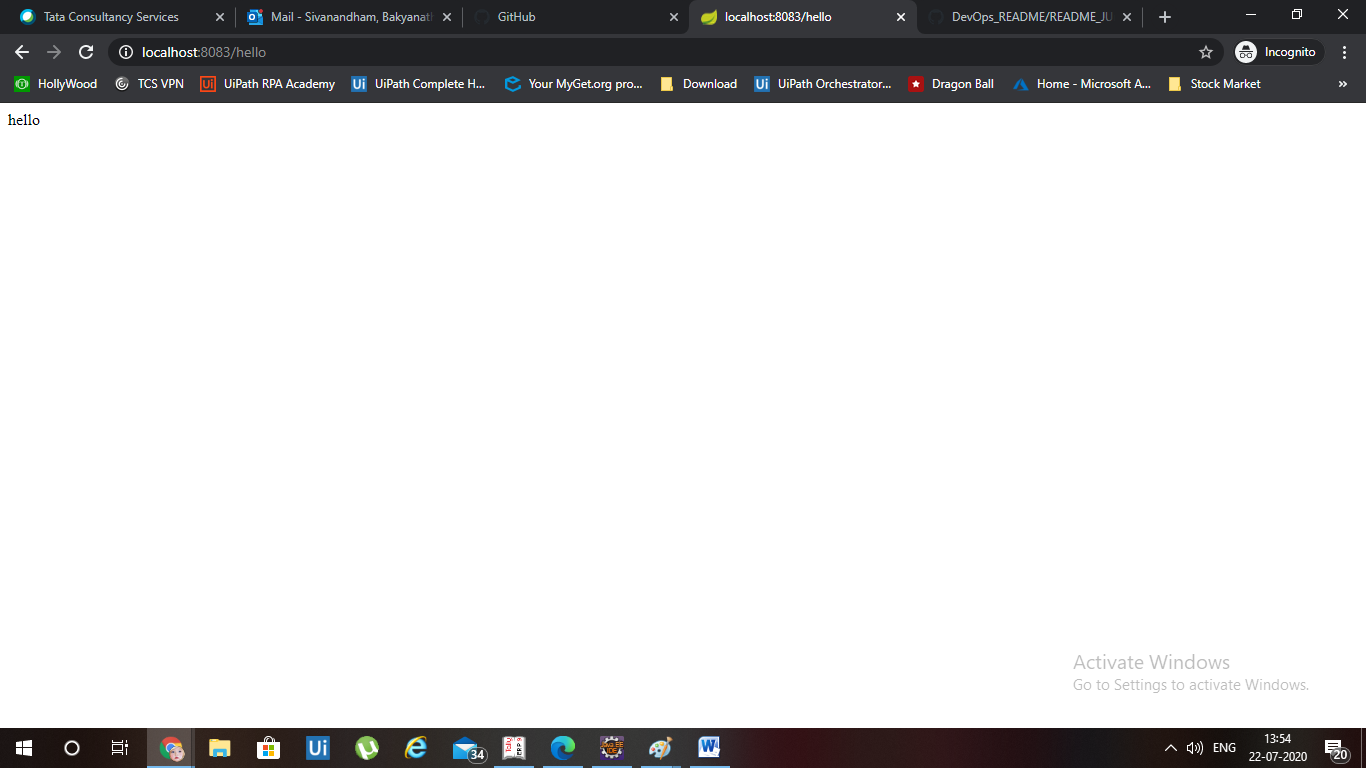 Tata Consultancy Services
Mail - Sivanandham, Bakyanath
GitHub
localhost:8083/hello
DevOps_README/README_JU
localhost:8083/hello
Incognito
HollyWood
TCS VPN
UiPath RPA Academy
UiPath Complete H...
Your MyGet.org pro...
Download
UiPath Orchestrator...
Dragon Ball
Home - Microsoft A...
Stock Market
»
hello
Activate Windows
Go to Settings to activate Windows.
Ui
34
ENG
13:54
22-07-2020
20